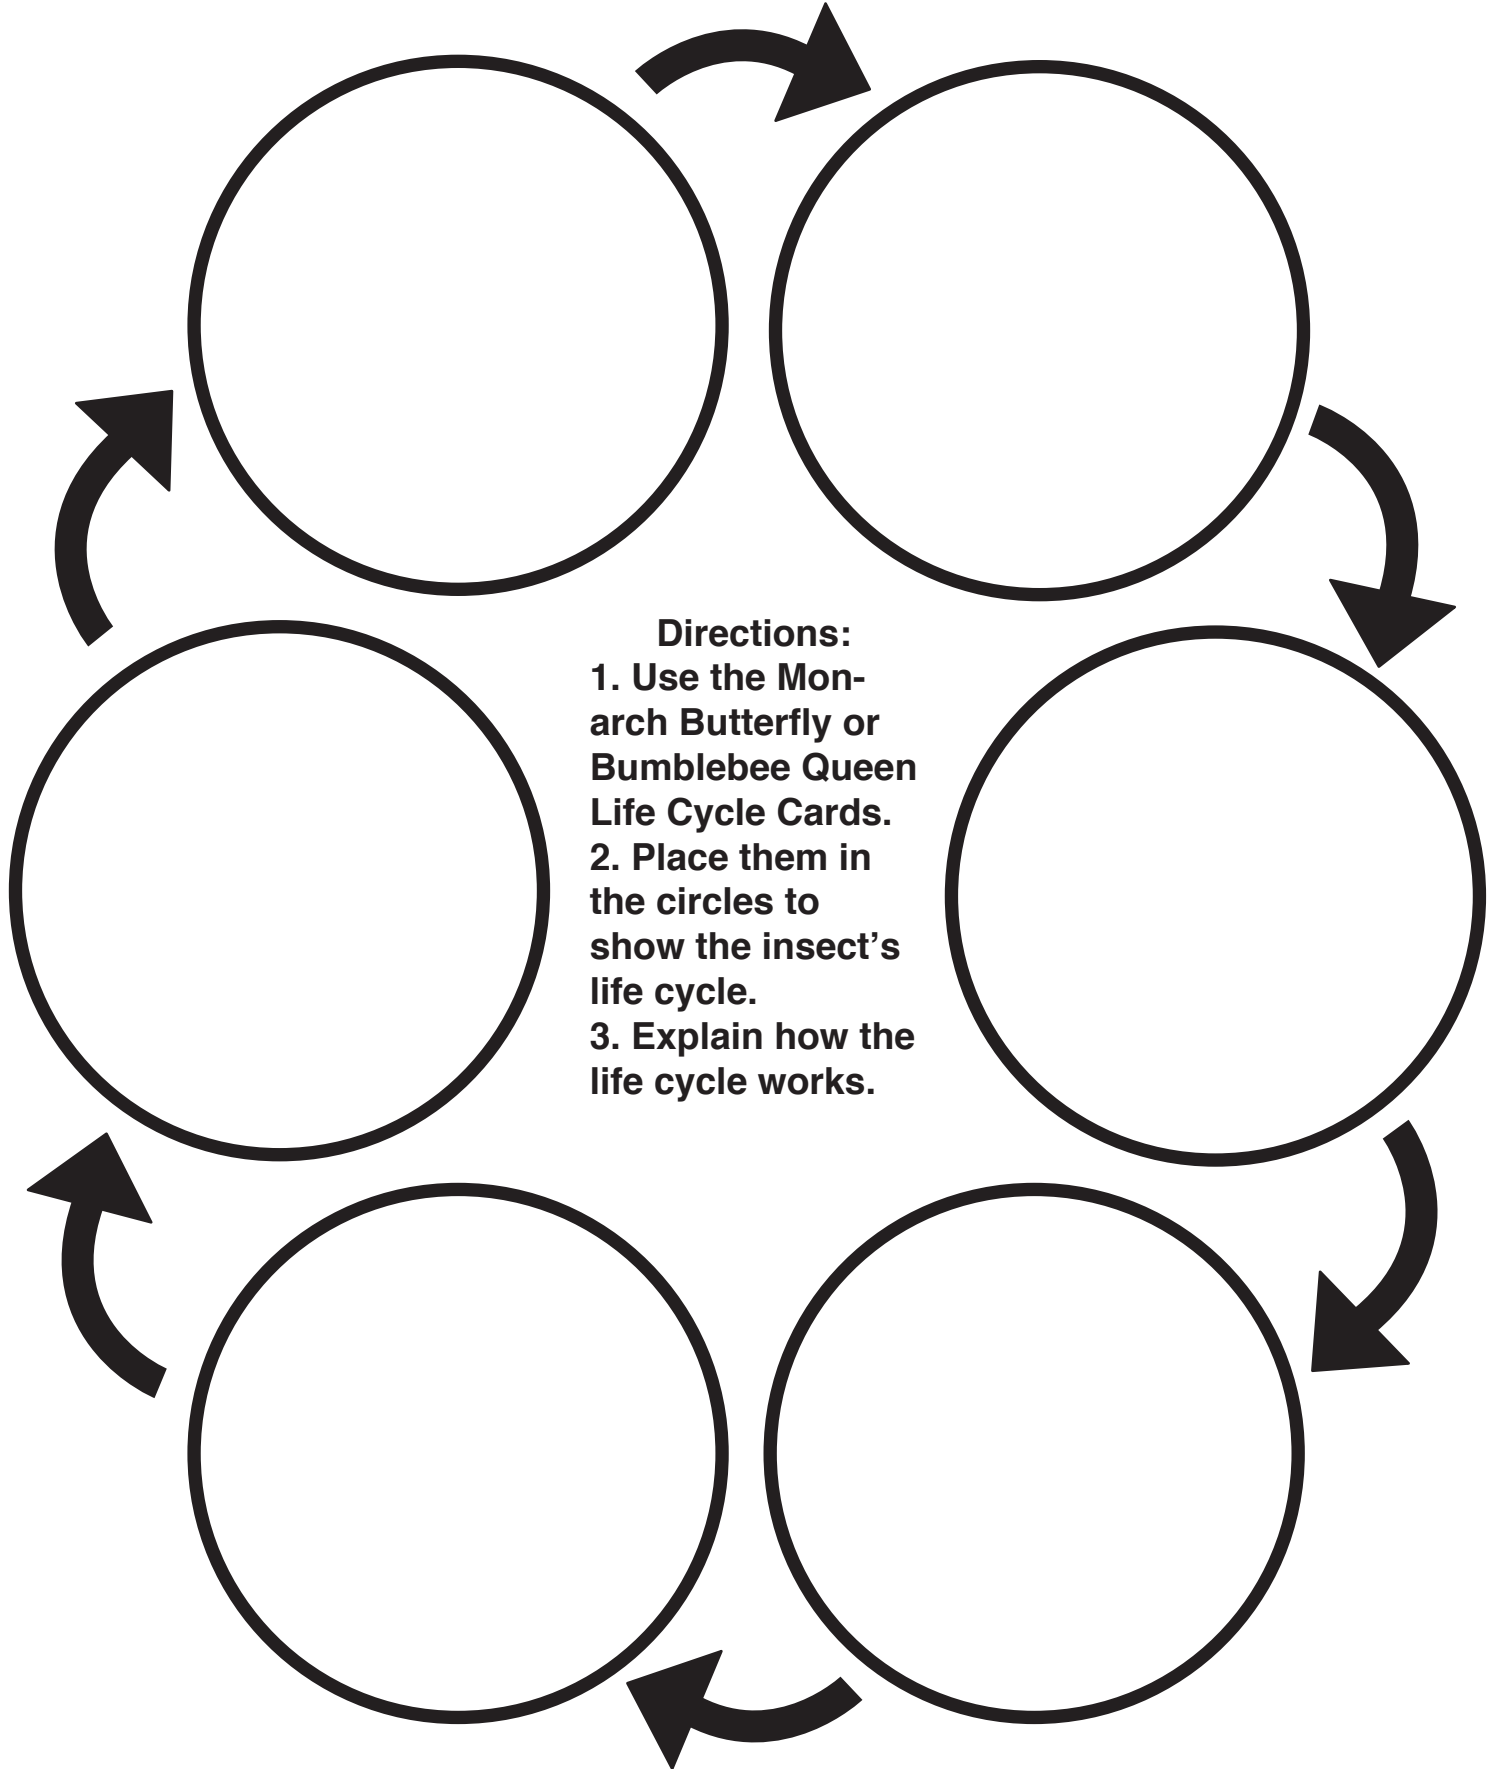 Directions:
1. Use the Mon-
arch Butterfly or
Bumblebee Queen
Life Cycle Cards.
2. Place them in
the circles to
show the insect’s
life cycle.
3. Explain how the
life cycle works.